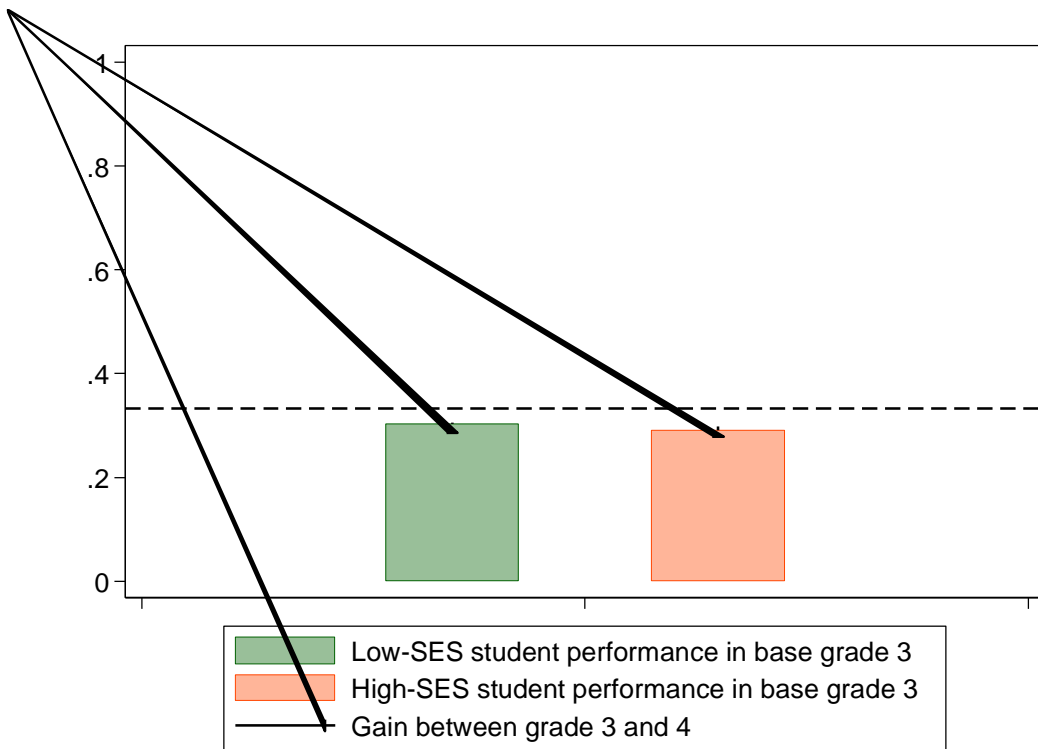 1
.8
.6
.4
.2
0
Low-SES student performance in base grade 3
High-SES student performance in base grade 3
Gain between grade 3 and 4